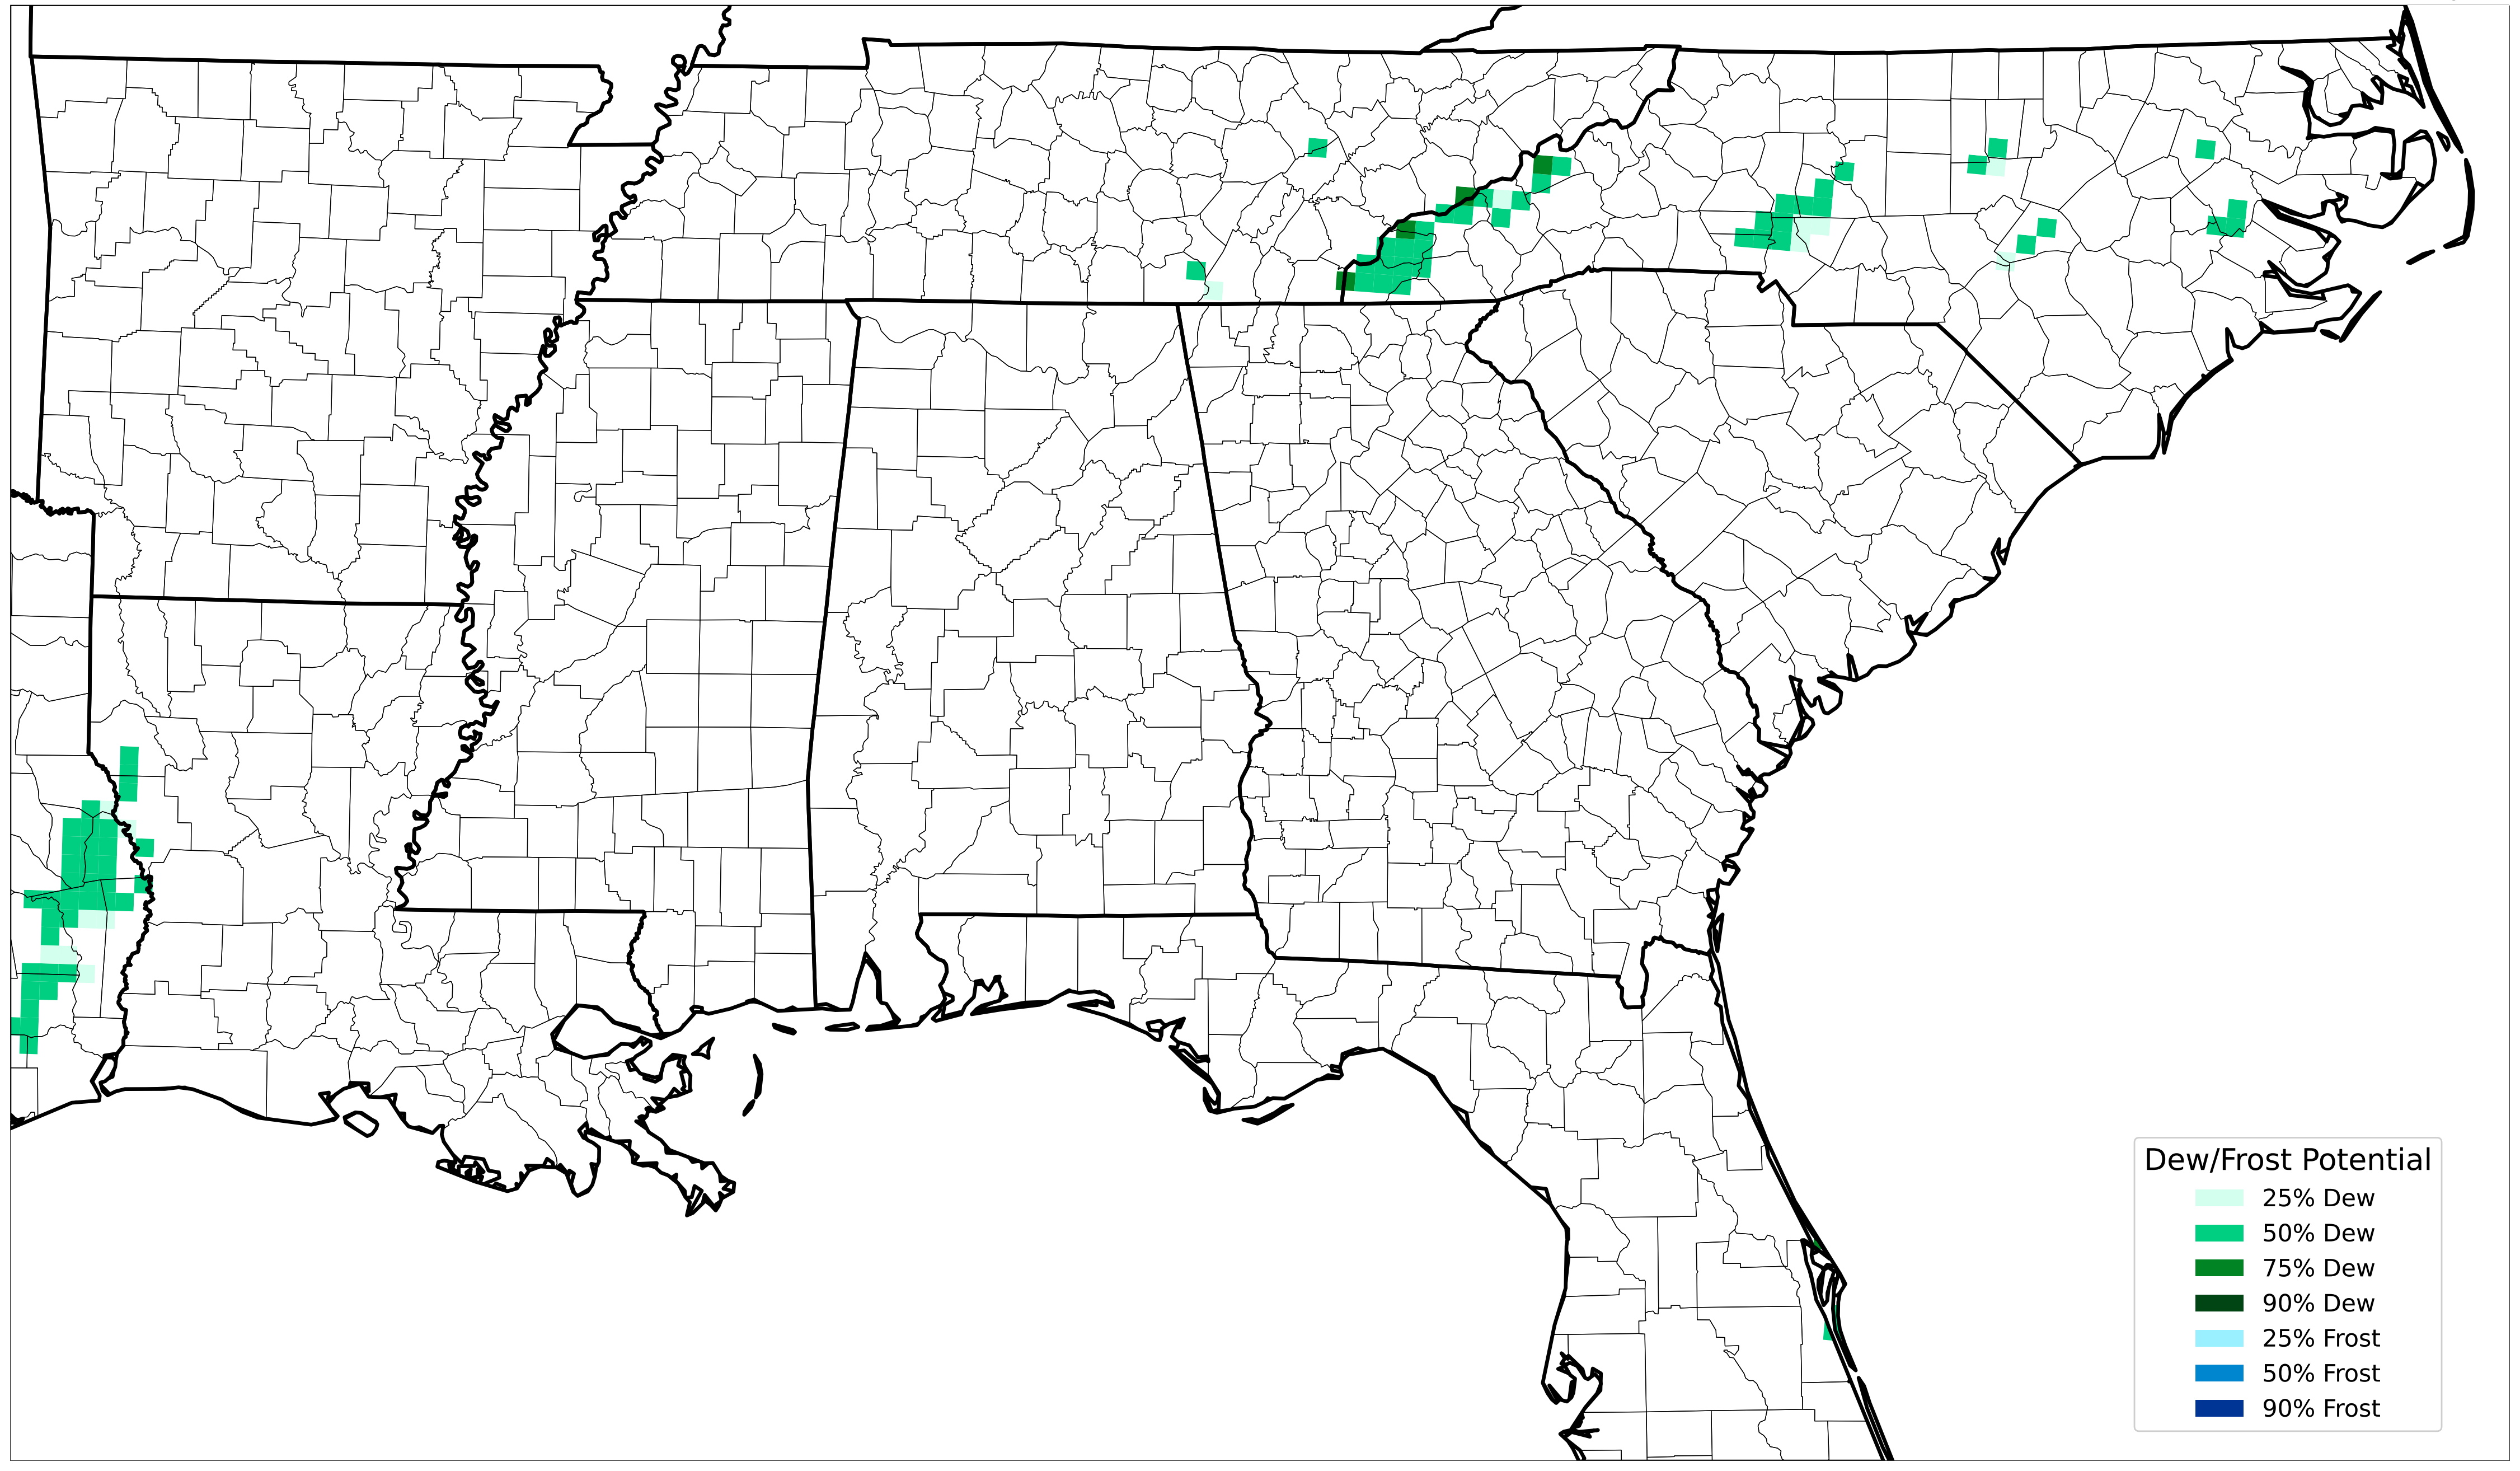 Dew/Frost Potential
25% Dew
50% Dew
75% Dew
90% Dew
25% Frost
50% Frost
90% Frost